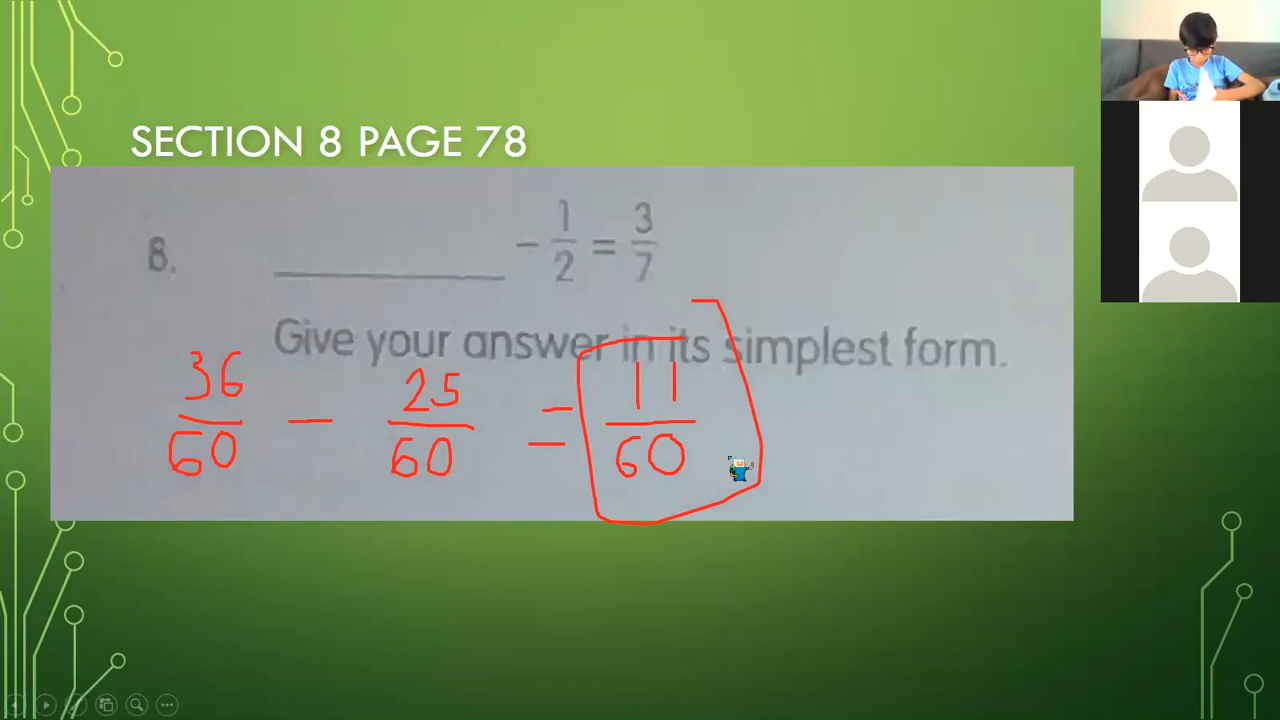 SECTION 8 PAGE 78
8. ________ - 1/2 = 3/7
Give your answer in its simplest form.
36/60 - 25/60 = 11/60